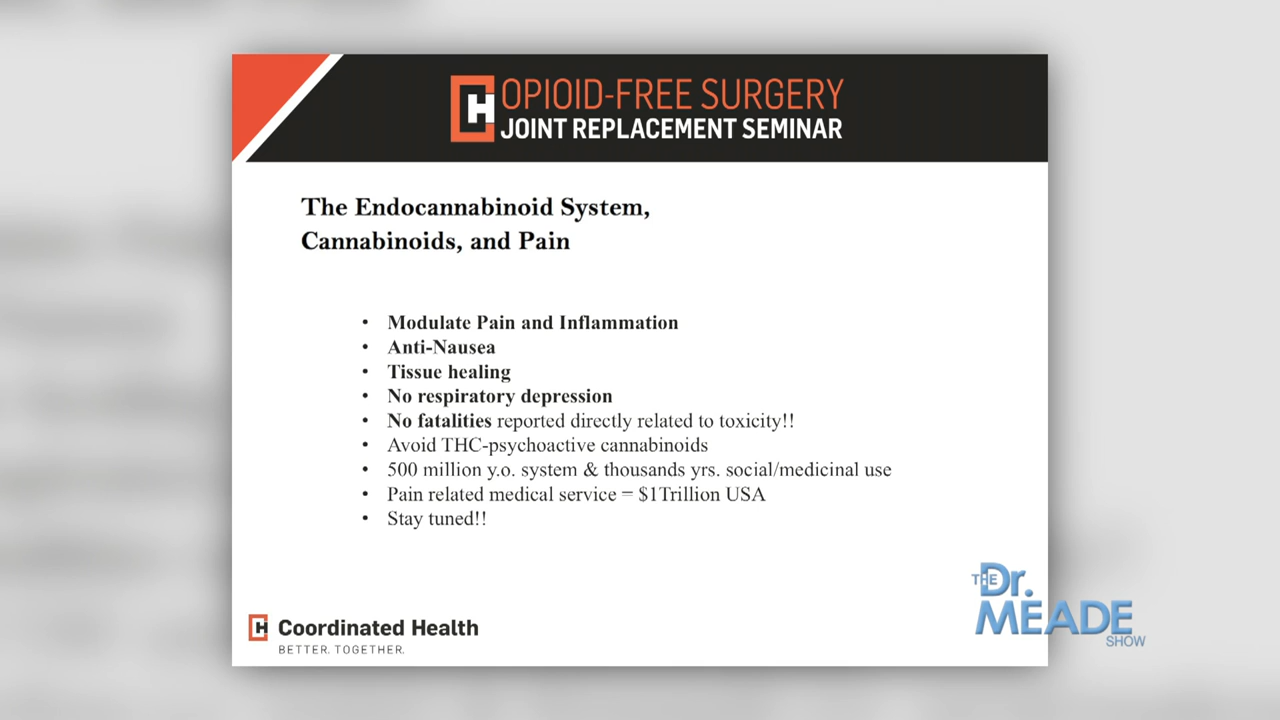 OPIOID-FREE SURGERY
JOINT REPLACEMENT SEMINAR
The Endocannabinoid System,
Cannabinoids, and Pain
• Modulate Pain and Inflammation
• Anti-Nausea
• Tissue healing
• No respiratory depression
• No fatalities reported directly related to toxicity!!
• Avoid THC-psychoactive cannabinoids
• 500 million y.o. system & thousands yrs. social/medicinal use
• Pain related medical service = $1Trillion USA
• Stay tuned!!
CH Coordinated Health
BETTER. TOGETHER.
THE Dr.
MEADE
SHOW